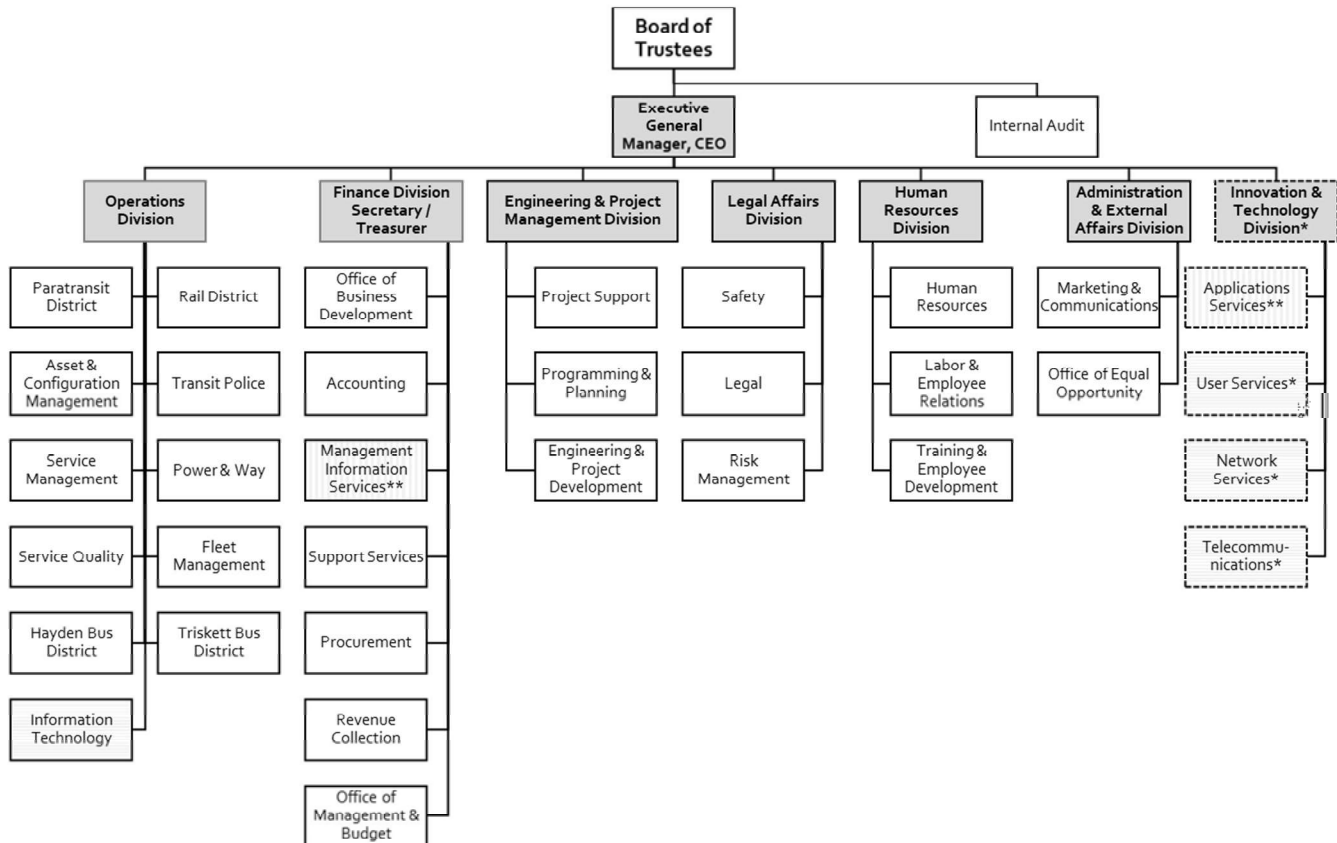 Board of
Trustees
Executive
General
Manager, CEO
Internal Audit
Operations
Division
Finance Division
Secretary /
Treasurer
Engineering & Project
Management Division
Legal Affairs
Division
Human
Resources
Division
Administration
& External
Affairs Division
Innovation &
Technology
Division*
Paratransit
District
Rail District
Asset &
Configuration
Management
Transit Police
Service
Management
Power & Way
Service Quality
Fleet
Management
Hayden Bus
District
Triskett Bus
District
Information
Technology
Office of
Business
Development
Accounting
Management
Information
Services**
Support Services
Procurement
Revenue
Collection
Office of
Management &
Budget
Project Support
Programming &
Planning
Engineering &
Project
Development
Safety
Legal
Risk
Management
Human
Resources
Labor &
Employee
Relations
Training &
Employee
Development
Marketing &
Communications
Office of Equal
Opportunity
Applications
Services**
User Services*
Network
Services*
Telecommu-
nications*